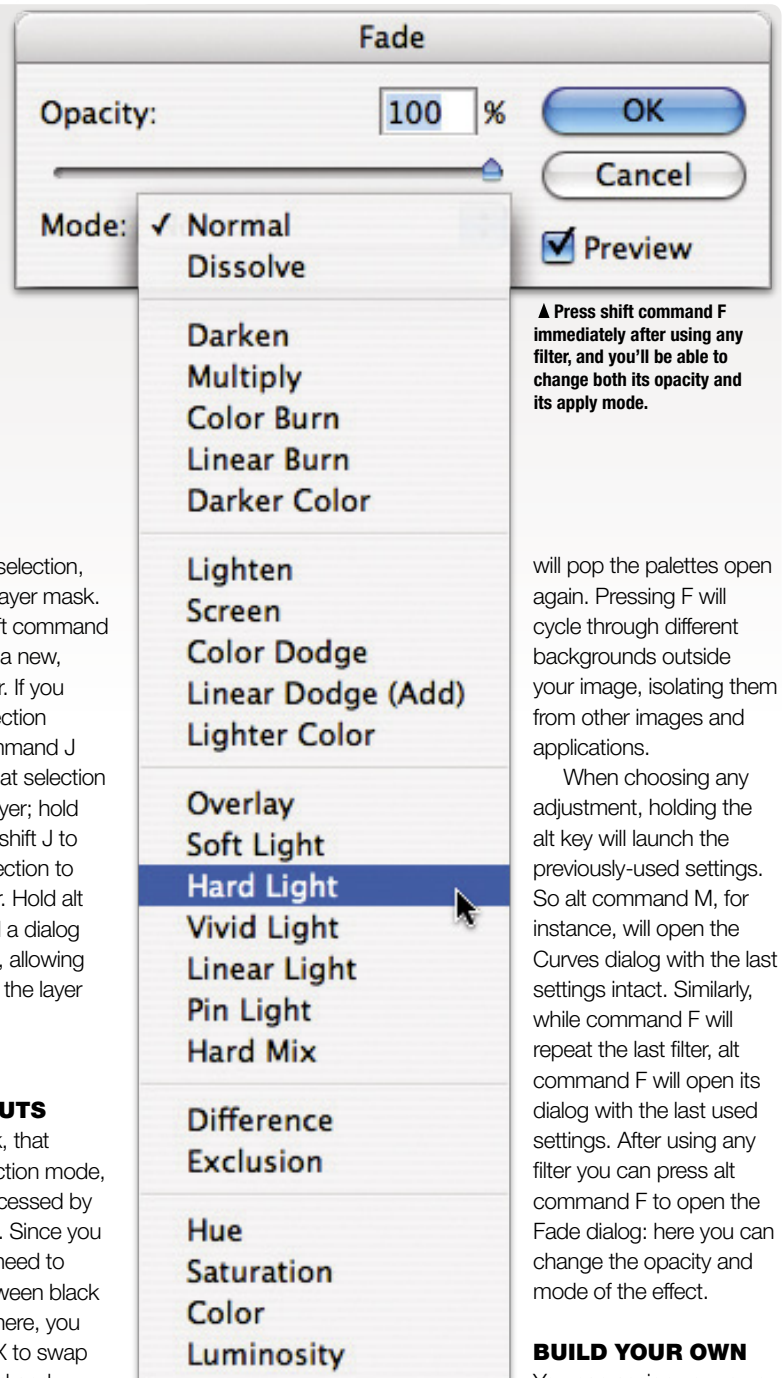 Fade
Opacity: 100 %
OK
Cancel
Mode: ✓ Normal
Preview
Dissolve
Darken
Multiply
Color Burn
Linear Burn
Darker Color
Lighten
Screen
Color Dodge
Linear Dodge (Add)
Lighter Color
Overlay
Soft Light
Hard Light
Vivid Light
Linear Light
Pin Light
Hard Mix
Difference
Exclusion
Hue
Saturation
Color
Luminosity
▲ Press shift command F
immediately after using any
filter, and you'll be able to
change both its opacity and
its apply mode.
selection,
layer mask.
command
a new,
. If you
J
at selection
; hold
shift J to
to
. Hold alt
a dialog
, allowing
the layer
, that
mode,
by
. Since you
need to
black
here, you
X to swap
will pop the palettes open
again. Pressing F will
cycle through different
backgrounds outside
your image, isolating them
from other images and
applications.
When choosing any
adjustment, holding the
alt key will launch the
previously-used settings.
So alt command M, for
instance, will open the
Curves dialog with the last
settings intact. Similarly,
while command F will
repeat the last filter, alt
command F will open its
dialog with the last used
settings. After using any
filter you can press alt
command F to open the
Fade dialog: here you can
change the opacity and
mode of the effect.
BUILD YOUR OWN